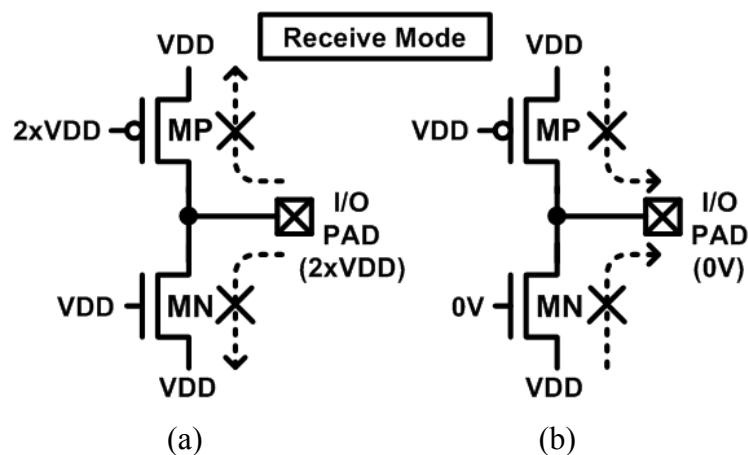 Receive Mode
VDD
2xVDD
MP
I/O
PAD
(2xVDD)
VDD
MN
VDD
(a)
VDD
VDD
MP
I/O
PAD
(0V)
0V
MN
VDD
(b)